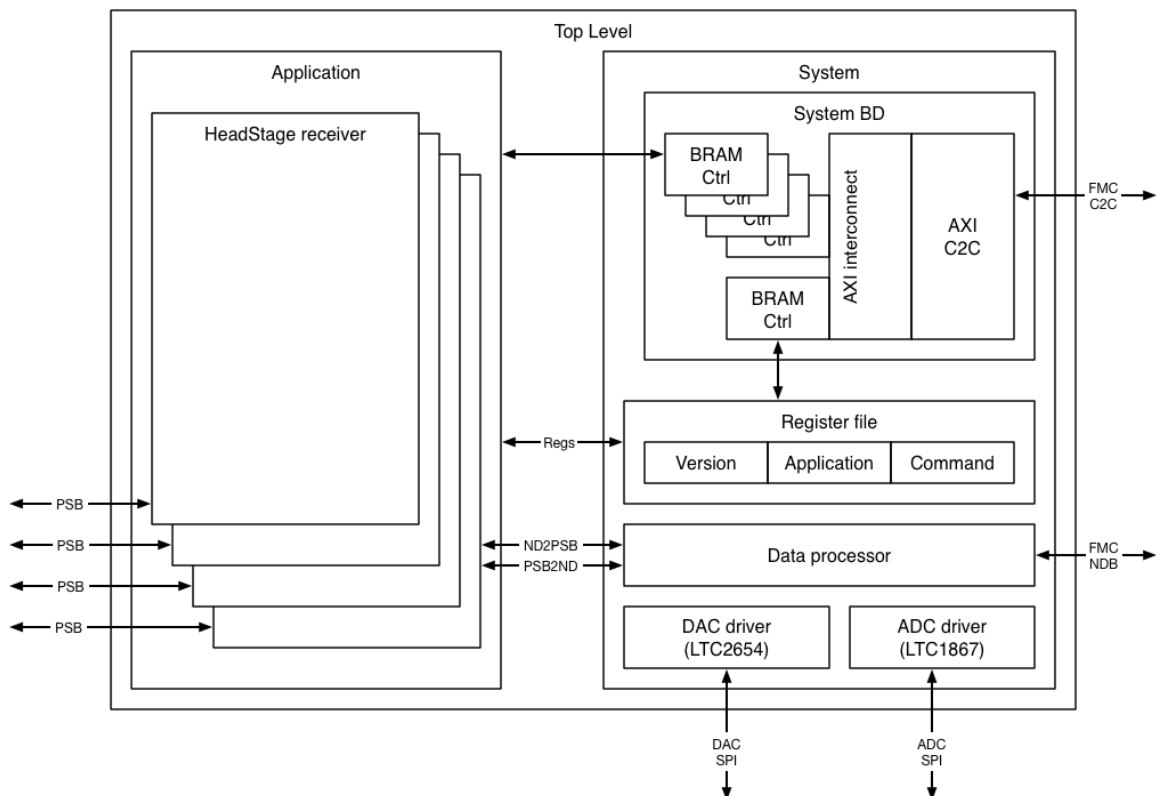 Top Level
Application
System
HeadStage receiver
System BD
BRAM
Ctrl
Ctrl
Ctrl
Ctrl
BRAM
Ctrl
AXI interconnect
AXI
C2C
FMC
C2C
Register file
Regs
Version
Application
Command
PSB
PSB
PSB
PSB
ND2PSB
PSB2ND
Data processor
FMC
NDB
DAC driver
(LTC2654)
ADC driver
(LTC1867)
DAC
SPI
ADC
SPI